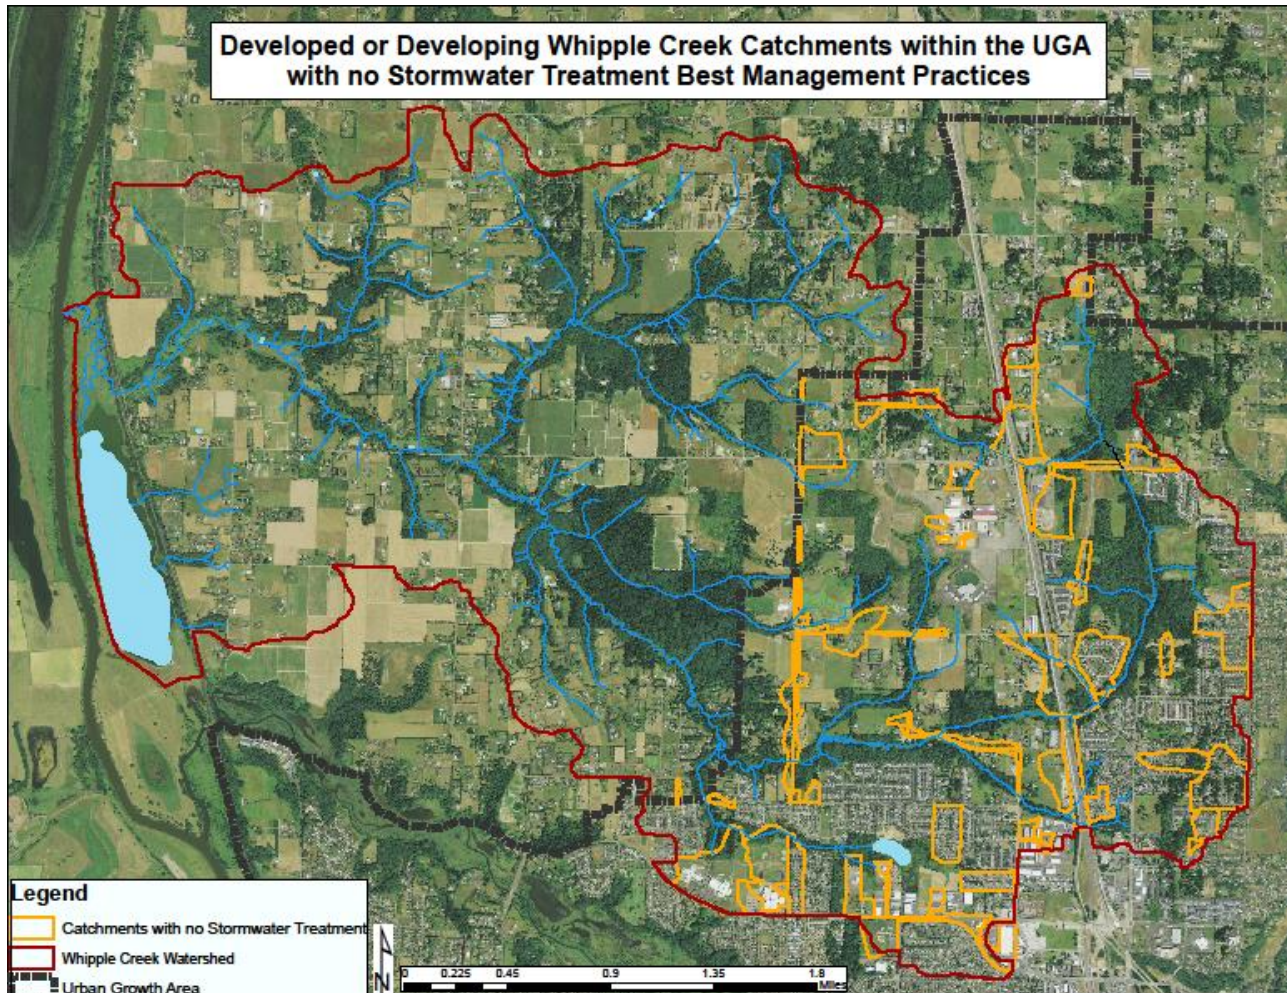 Developed or Developing Whipple Creek Catchments within the UGA
with no Stormwater Treatment Best Management Practices
Legend
Catchments with no Stormwater Treatment
Whipple Creek Watershed
Urban Growth Area
N
0 0.225 0.45 0.9 1.35 1.8
Miles